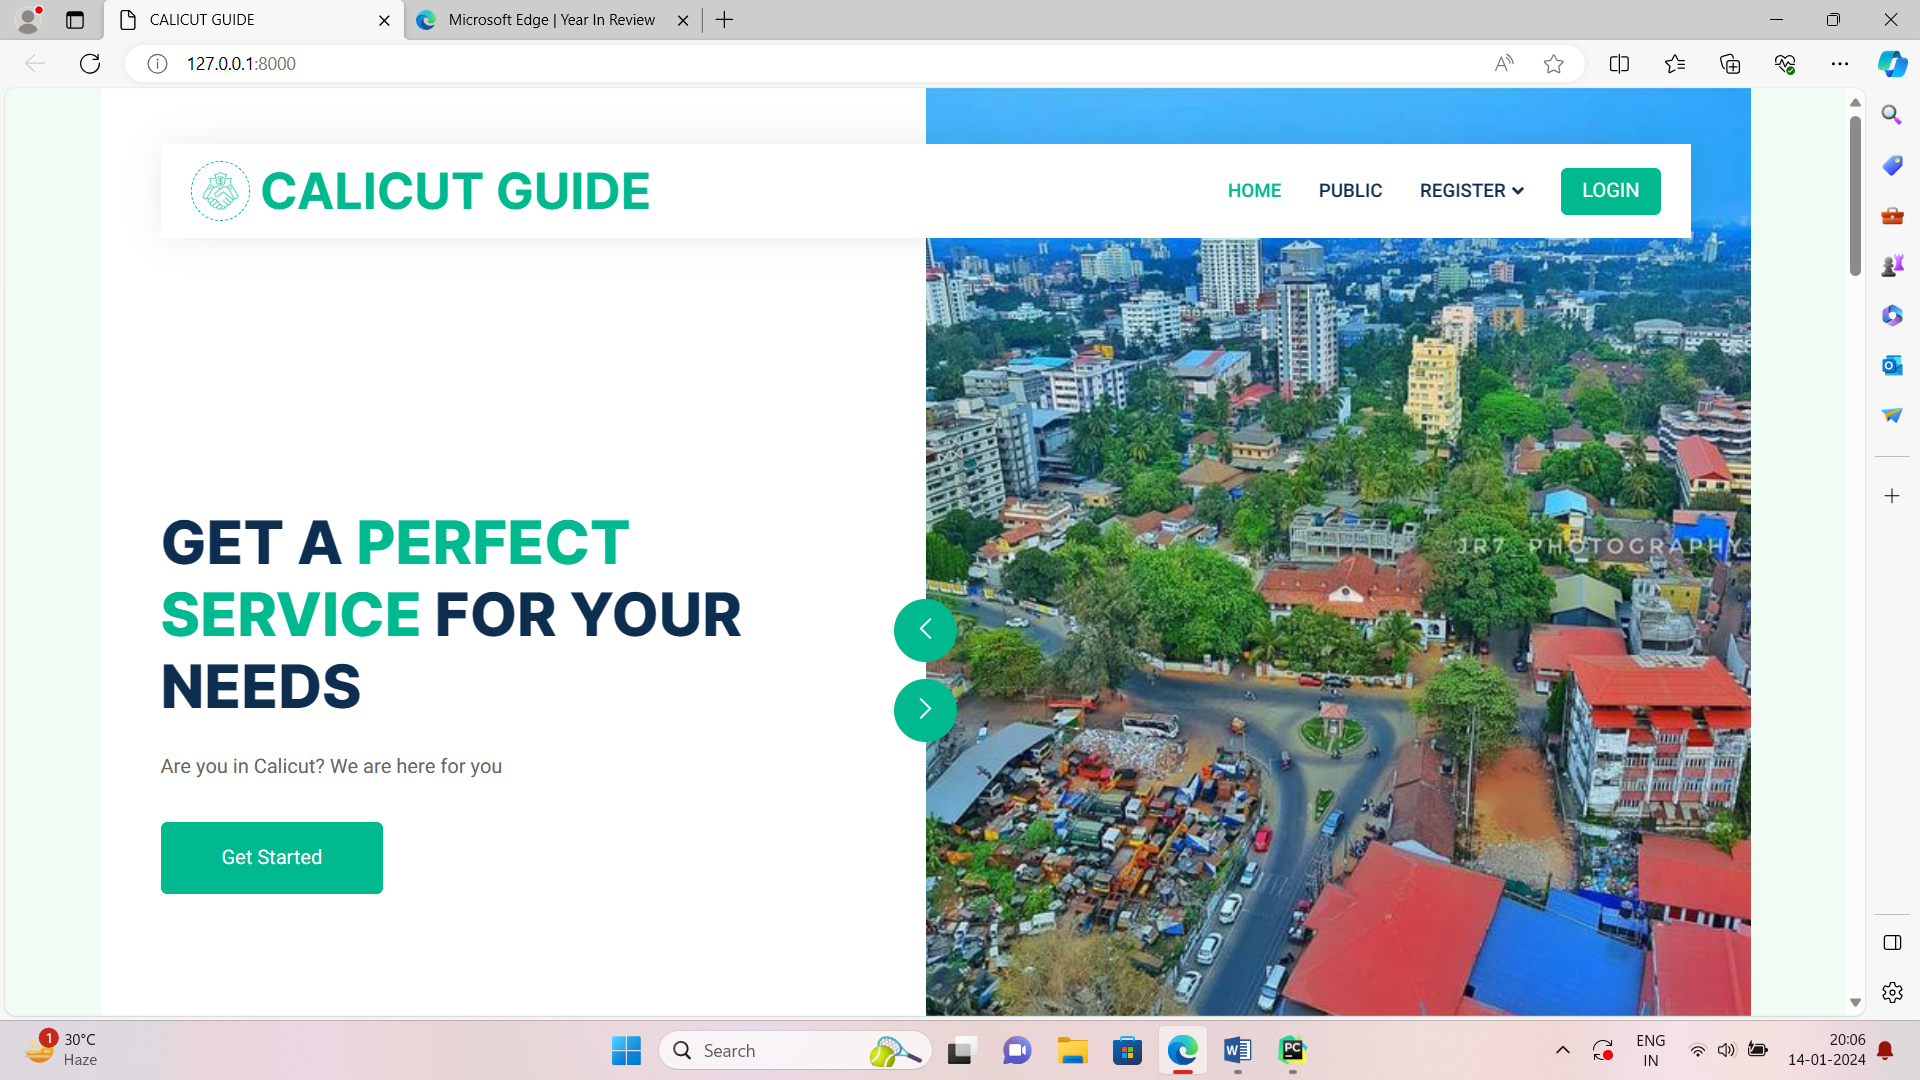 CALICUT GUIDE
Microsoft Edge | Year In Review
127.0.0.1:8000
CALICUT GUIDE
HOME
PUBLIC
REGISTER
LOGIN
GET A PERFECT
SERVICE FOR YOUR
NEEDS
Are you in Calicut? We are here for you
Get Started
JR7_PHOTOGRAPHY
1
30°C
Haze
Search
W
PC
ENG
IN
20:06
14-01-2024